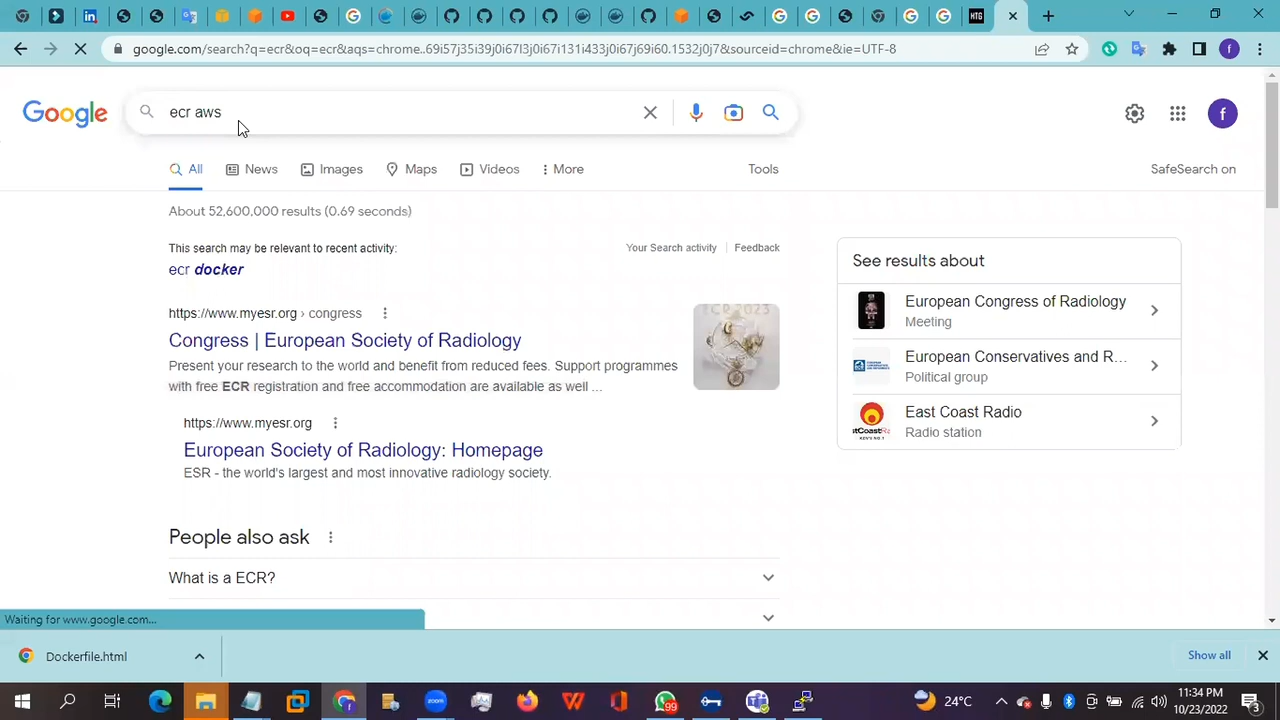 google.com/search?q=ecr&oq=ecr&aqs=chrome..69i57j35i39j0i67l3j0i67i131i433j0i67j69i60.1532j0j7&sourceid=chrome&ie=UTF-8
Google
ecr aws
All
News
Images
Maps
Videos
More
Tools
SafeSearch on
f
About 52,600,000 results (0.69 seconds)
This search may be relevant to recent activity:
Your Search activity
Feedback
ecr docker
https://www.myesr.org › congress
Congress | European Society of Radiology
Present your research to the world and benefit from reduced fees. Support programmes
with free ECR registration and free accommodation are available as well ...
https://www.myesr.org
European Society of Radiology: Homepage
ESR - the world's largest and most innovative radiology society.
People also ask
What is a ECR?
See results about
European Congress of Radiology
Meeting
European Conservatives and R...
Political group
East Coast Radio
Radio station
Waiting for www.google.com...
Dockerfile.html
Show all
24°C
11:34 PM
10/23/2022